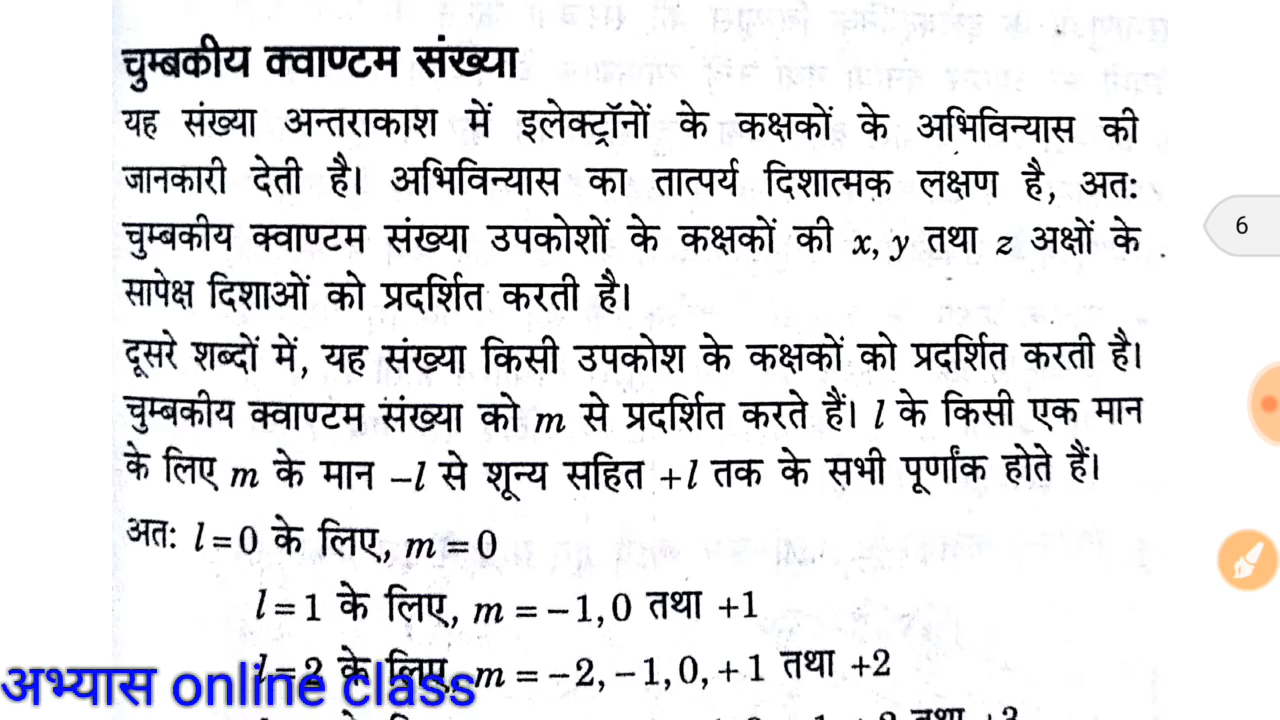 चुम्बकीय क्वाण्टम संख्या
यह संख्या अन्तराकाश में इलेक्ट्रॉनों के कक्षकों के अभिविन्यास की
जानकारी देती है। अभिविन्यास का तात्पर्य दिशात्मक लक्षण है, अतः
चुम्बकीय क्वाण्टम संख्या उपकोशों के कक्षकों की x, y तथा z अक्षों के
सापेक्ष दिशाओं को प्रदर्शित करती है।
दूसरे शब्दों में, यह संख्या किसी उपकोश के कक्षकों को प्रदर्शित करती है।
चुम्बकीय क्वाण्टम संख्या को m से प्रदर्शित करते हैं। l के किसी एक मान
के लिए m के मान –l से शून्य सहित +l तक के सभी पूर्णांक होते हैं।
अतः l=0 के लिए, m = 0
l = 1 के लिए, m = –1, 0 तथा +1
l=2 के लिए, m = –2, –1, 0, +1 तथा +2
तथा +3
अभ्यास online class
6